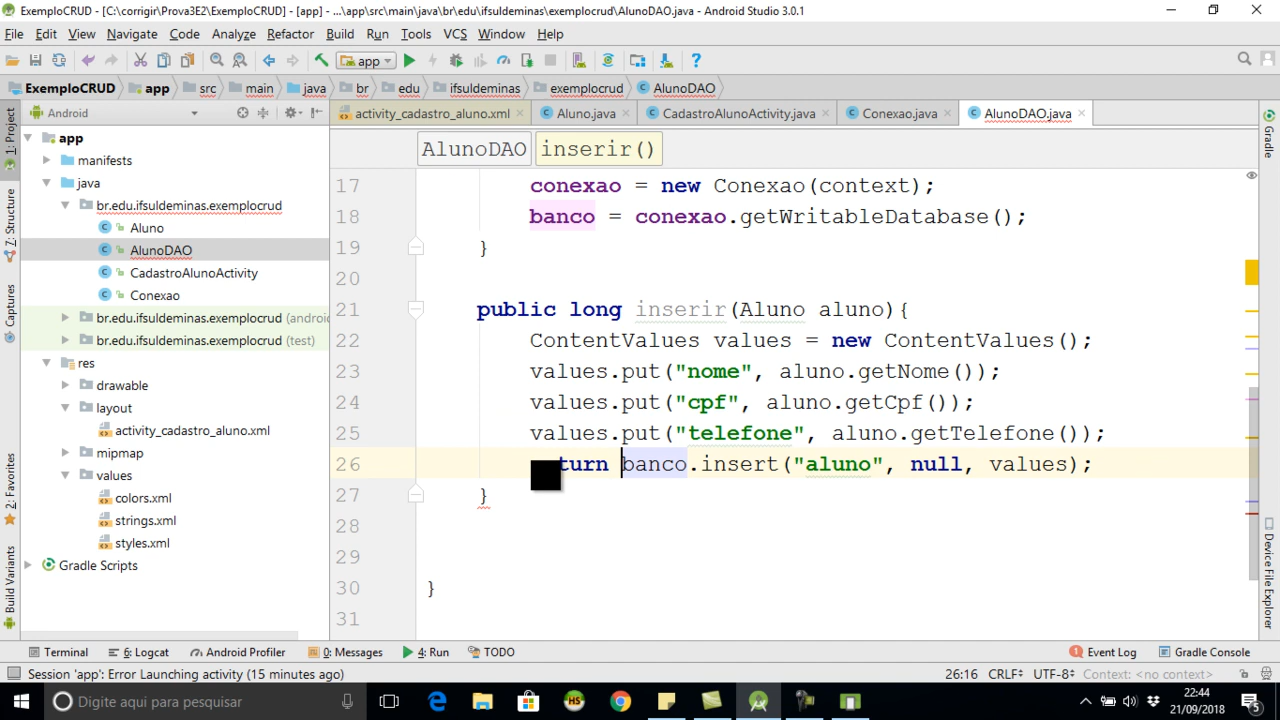 ExemploCRUD - [C:\corrigir\Prova3E2\ExemploCRUD] - [app] - ...\app\src\main\java\br\edu\ifsuldeminas\exemplocrud\AlunoDAO.java - Android Studio 3.0.1
File Edit View Navigate Code Analyze Refactor Build Run Tools VCS Window Help
app
ExemploCRUD app src main java br edu ifsuldeminas exemplocrud AlunoDAO
1: Project
Z: Structure
Captures
2: Favorites
Build Variants
Android
app
manifests
java
br.edu.ifsuldeminas.exemplocrud
Aluno
AlunoDAO
CadastroAlunoActivity
Conexao
br.edu.ifsuldeminas.exemplocrud (andro
br.edu.ifsuldeminas.exemplocrud (test)
res
drawable
layout
activity_cadastro_aluno.xml
mipmap
values
colors.xml
strings.xml
styles.xml
Gradle Scripts
activity_cadastro_aluno.xml Aluno.java CadastroAlunoActivity.java Conexao.java AlunoDAO.java
AlunoDAO inserir()
17 conexao = new Conexao(context);
18 banco = conexao.getWritableDatabase();
19 }
20
21 public long inserir(Aluno aluno){
22 ContentValues values = new ContentValues();
23 values.put("nome", aluno.getNome());
24 values.put("cpf", aluno.getCpf());
25 values.put("telefone", aluno.getTelefone());
26 turn banco.insert("aluno", null, values);
27 }
28
29
30 }
31
Gradle
Device File Explorer
Terminal 6: Logcat Android Profiler 0: Messages 4: Run TODO Event Log Gradle Console
Session 'app': Error Launching activity (15 minutes ago) 26:16 CRLF UTF-8 Context: <no context>
Digite aqui para pesquisar
22:44
21/09/2018
5